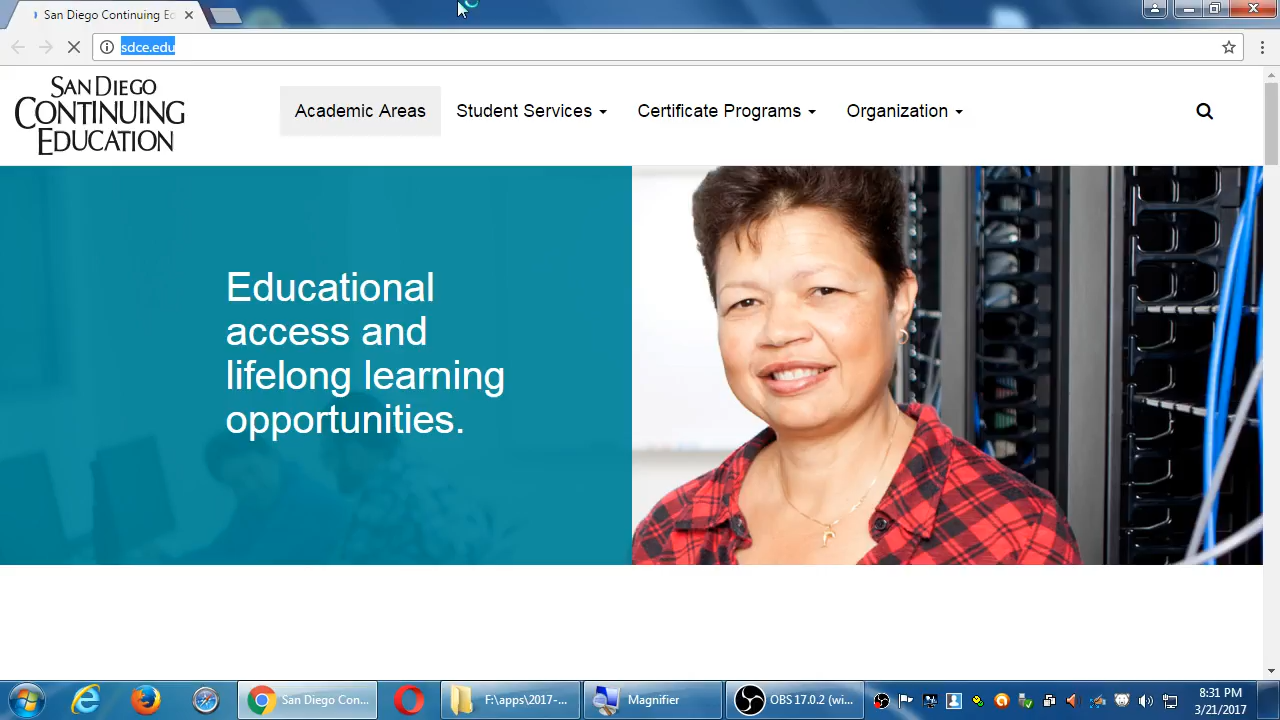 San Diego Continuing Ed
sdce.edu
SAN DIEGO
CONTINUING
EDUCATION
Academic Areas
Student Services
Certificate Programs
Organization
Educational
access and
lifelong learning
opportunities.
San Diego Con...
F:\apps\2017-...
Magnifier
OBS 17.0.2 (wi...
8:31 PM
3/21/2017